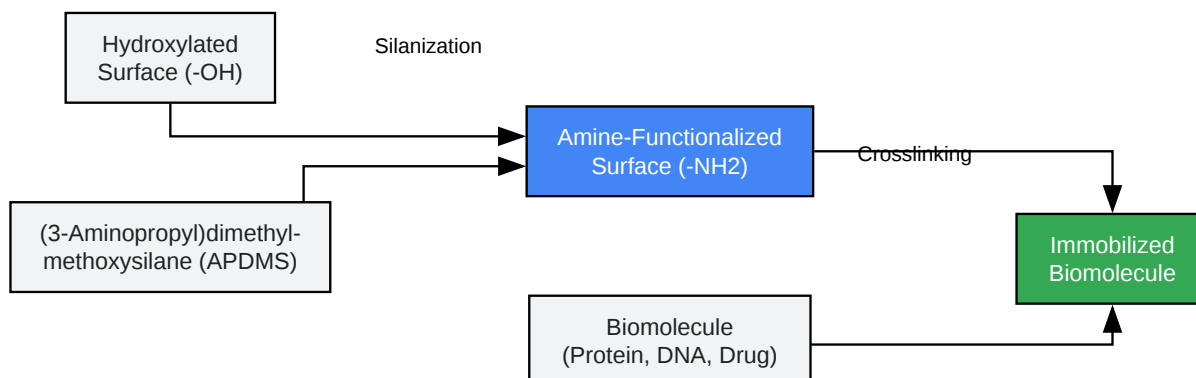 Hydroxylated
Surface (-OH)
Silanization
Amine-Functionalized
Surface (-NH2)
Crosslinking
(3-Aminopropyl)dimethyl-
methoxysilane (APDMS)
Immobilized
Biomolecule
Biomolecule
(Protein, DNA, Drug)